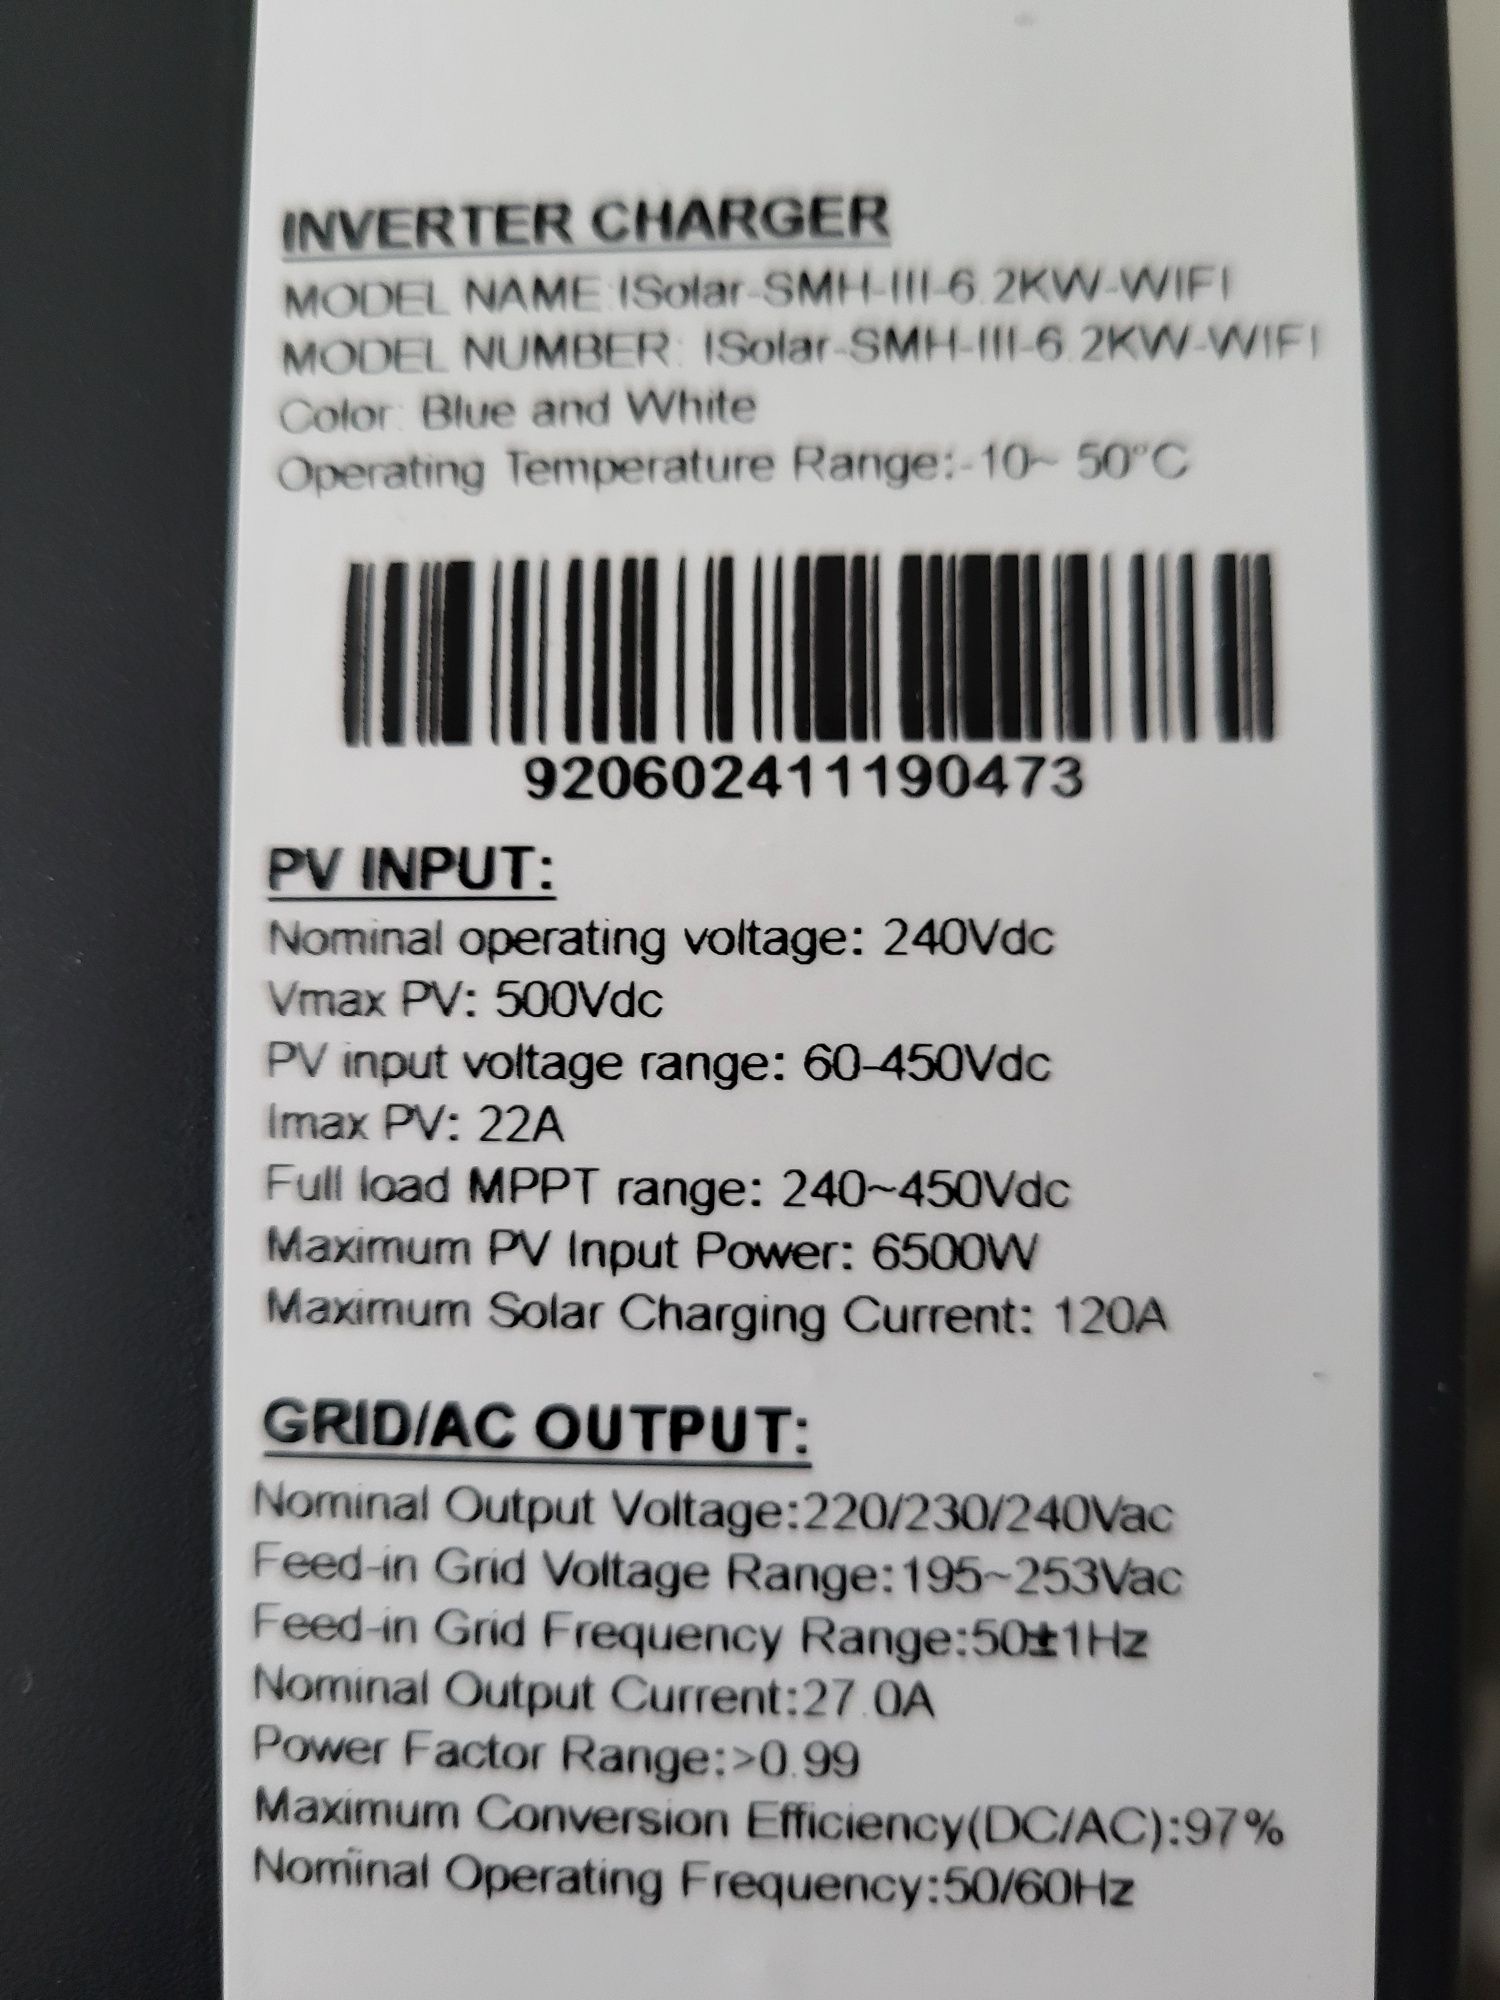 INVERTER CHARGER
MODEL NAME:ISolar-SMH-III-6.2KW-WIFI
MODEL NUMBER: ISolar-SMH-III-6.2KW-WIFI
Color: Blue and White
Operating Temperature Range:-10~ 50°C
920602411190473
PV INPUT:
Nominal operating voltage: 240Vdc
Vmax PV: 500Vdc
PV input voltage range: 60-450Vdc
Imax PV: 22A
Full load MPPT range: 240~450Vdc
Maximum PV Input Power: 6500W
Maximum Solar Charging Current: 120A
GRID/AC OUTPUT:
Nominal Output Voltage:220/230/240Vac
Feed-in Grid Voltage Range:195~253Vac
Feed-in Grid Frequency Range:50±1Hz
Nominal Output Current:27.0A
Power Factor Range:>0.99
Maximum Conversion Efficiency(DC/AC):97%
Nominal Operating Frequency:50/60Hz